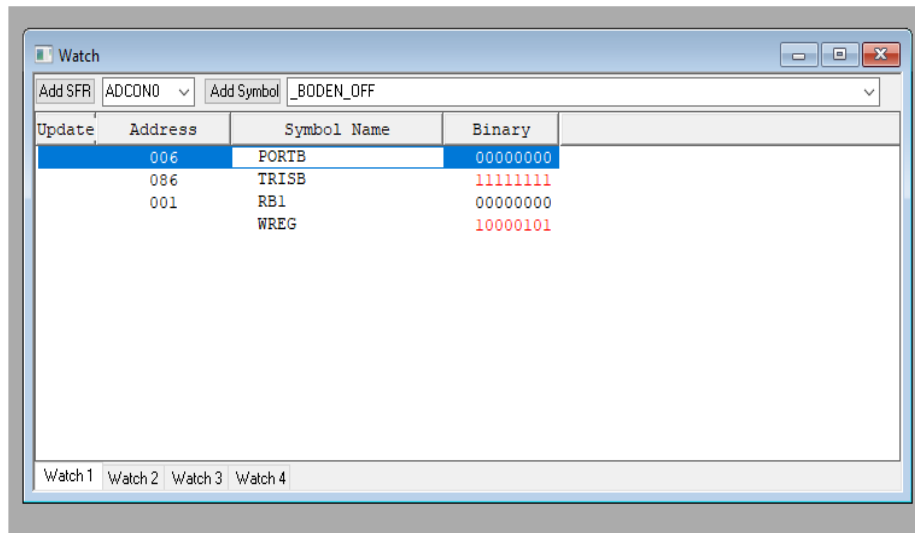 Watch
Add SFR ADCON0 Add Symbol _BODEN_OFF
Update Address Symbol Name Binary
006 PORTB 00000000
086 TRISB 11111111
001 RB1 00000000
WREG 10000101
Watch 1 Watch 2 Watch 3 Watch 4